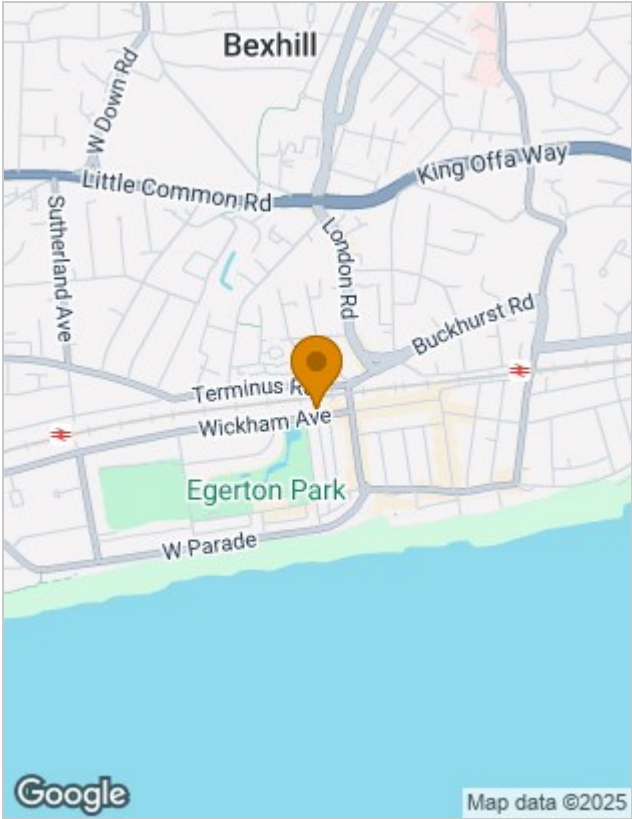 Bexhill
W Down Rd
King Offa Way
Little Common Rd
Sutherland Ave
London Rd
Buckhurst Rd
Terminus
Wickham Ave
Egerton Park
W Parade
Google
Map data ©2025